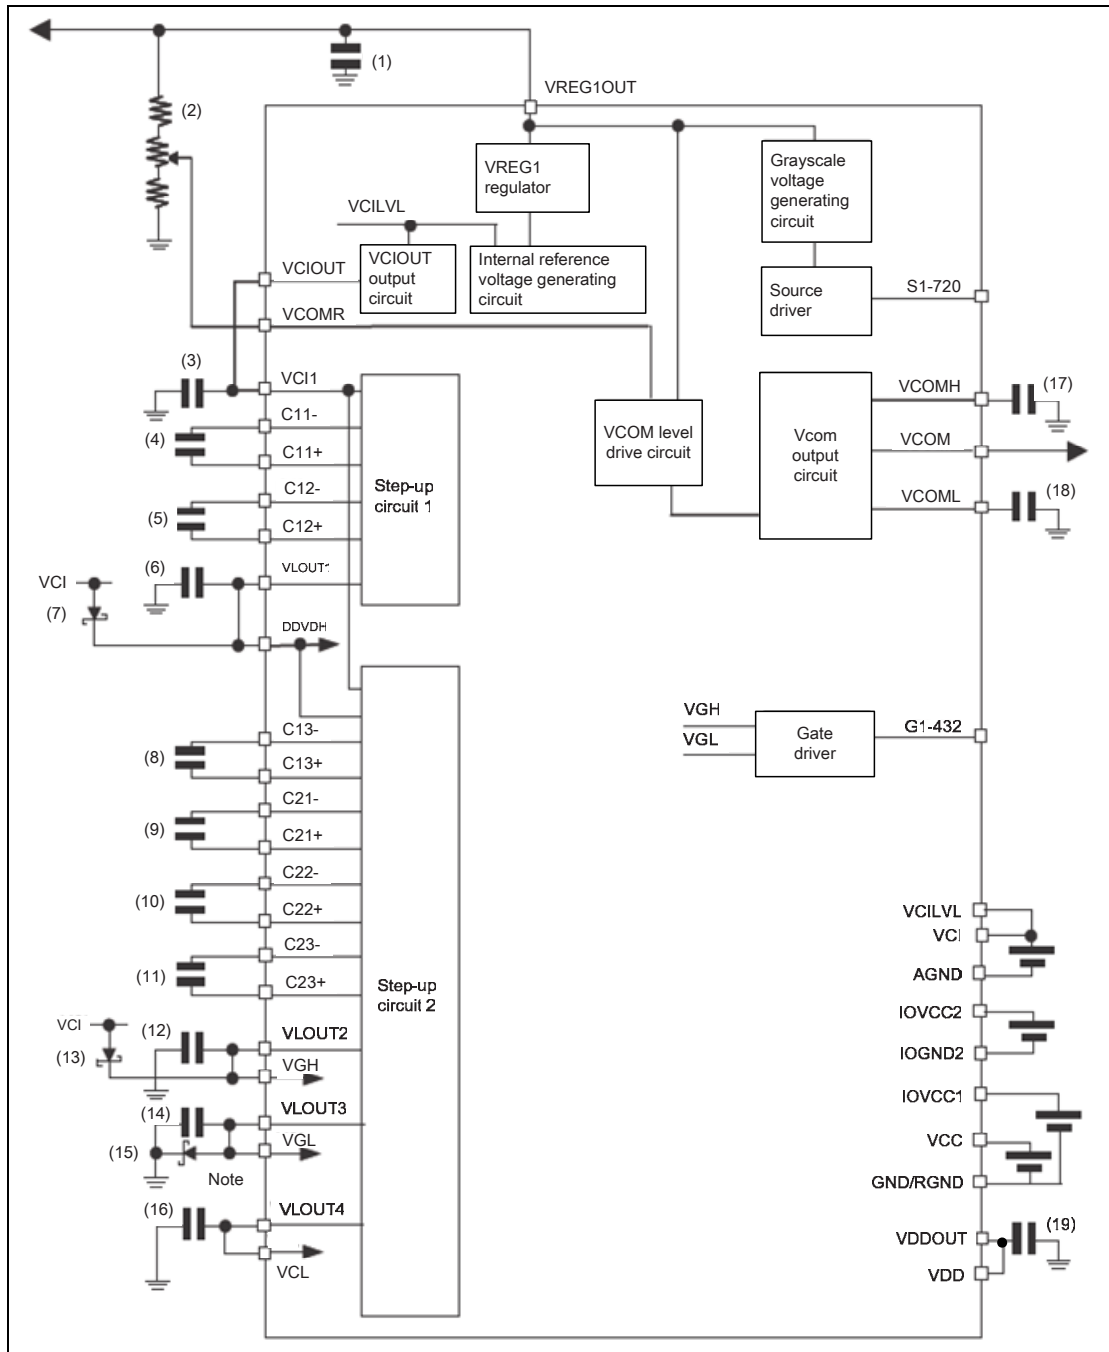 (1)
VREG1OUT
(2)
VREG1
regulator
Grayscale
voltage
generating
circuit
VCILVL
VCIOUT
VCIOUT
output
circuit
Internal reference
voltage generating
circuit
Source
driver
S1-720
VCOMR
(3)
VCI1
C11-
(4)
C11+
C12-
(5)
C12+
Step-up
circuit 1
VCOM level
drive circuit
Vcom
output
circuit
VCOMH
(17)
VCOM
VCOML
(18)
(6)
VLOUT1
VCI
(7)
DDVDH
C13-
(8)
C13+
C21-
(9)
C21+
C22-
(10)
C22+
C23-
(11)
C23+
Step-up
circuit 2
VGH
VGL
Gate
driver
G1-432
VCILVL
VCI
AGND
IOVCC2
IOGND2
IOVCC1
VCC
GND/RGND
VDDOUT
(19)
VDD
VCI
(12)
VLOUT2
(13)
VGH
(14)
VLOUT3
(15)
VGL
Note
(16)
VLOUT4
VCL